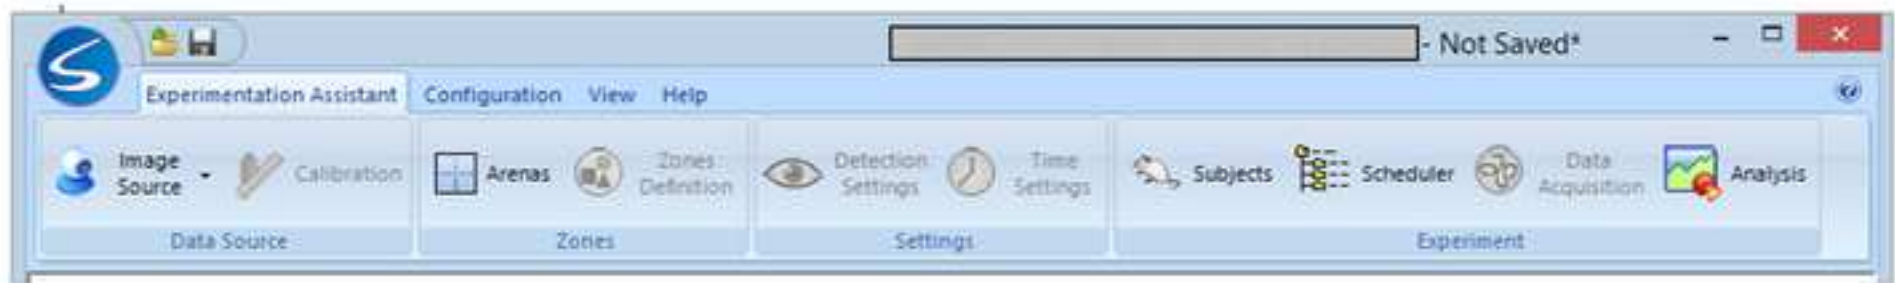 - Not Saved*
Experimentation Assistant Configuration View Help
Image Source Calibration Arenas Zones Definition Detection Settings Time Settings Subjects Scheduler Data Acquisition Analysis
Data Source Zones Settings Experiment